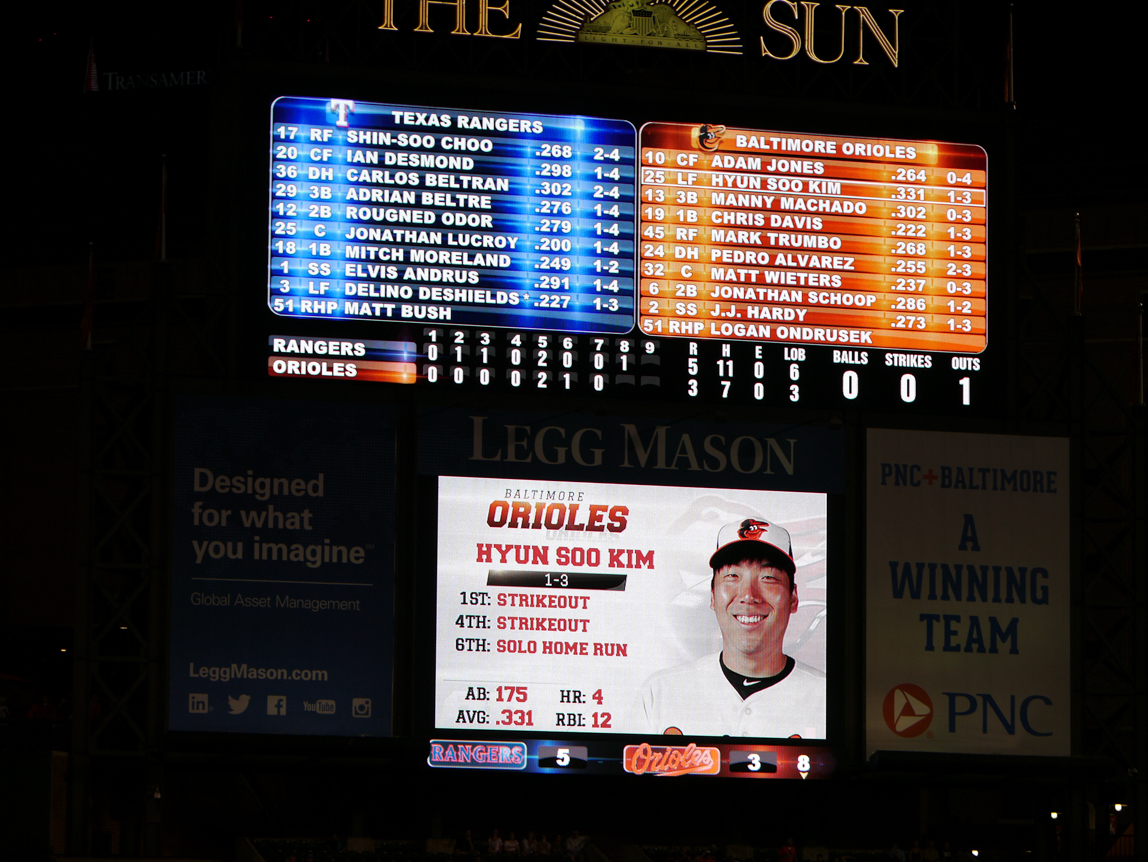 THE SUN
LIGHT FOR ALL
TRANSAMER
T TEXAS RANGERS
17 RF SHIN-SOO CHOO .268 2-4
20 CF IAN DESMOND .298 1-4
36 DH CARLOS BELTRAN .302 2-4
29 3B ADRIAN BELTRE .276 1-4
12 2B ROUGNED ODOR .279 1-4
25 C JONATHAN LUCROY .200 1-4
18 1B MITCH MORELAND .249 1-2
1 SS ELVIS ANDRUS .291 1-4
3 LF DELINO DESHIELDS* .227 1-3
51 RHP MATT BUSH
BALTIMORE ORIOLES
10 CF ADAM JONES .264 0-4
25 LF HYUN SOO KIM .331 1-3
13 3B MANNY MACHADO .302 0-3
19 1B CHRIS DAVIS .222 1-3
45 RF MARK TRUMBO .268 1-3
24 DH PEDRO ALVAREZ .255 2-3
32 C MATT WIETERS .237 0-3
6 2B JONATHAN SCHOOP .286 1-2
2 SS J.J. HARDY .273 1-3
51 RHP LOGAN ONDRUSEK
1 2 3 4 5 6 7 8 9 R H E LOB BALLS STRIKES OUTS
RANGERS 0 1 1 0 2 0 0 1 5 11 0 6 0 0 1
ORIOLES 0 0 0 0 2 1 0 3 7 0 3
LEGG MASON
Designed
for what
you imagine
Global Asset Management
LeggMason.com
in f YouTube
BALTIMORE
ORIOLES
HYUN SOO KIM
1-3
1ST: STRIKEOUT
4TH: STRIKEOUT
6TH: SOLO HOME RUN
AB: 175 HR: 4
AVG: .331 RBI: 12
RANGERS 5 Orioles 3 8
PNC+BALTIMORE
A
WINNING
TEAM
PNC